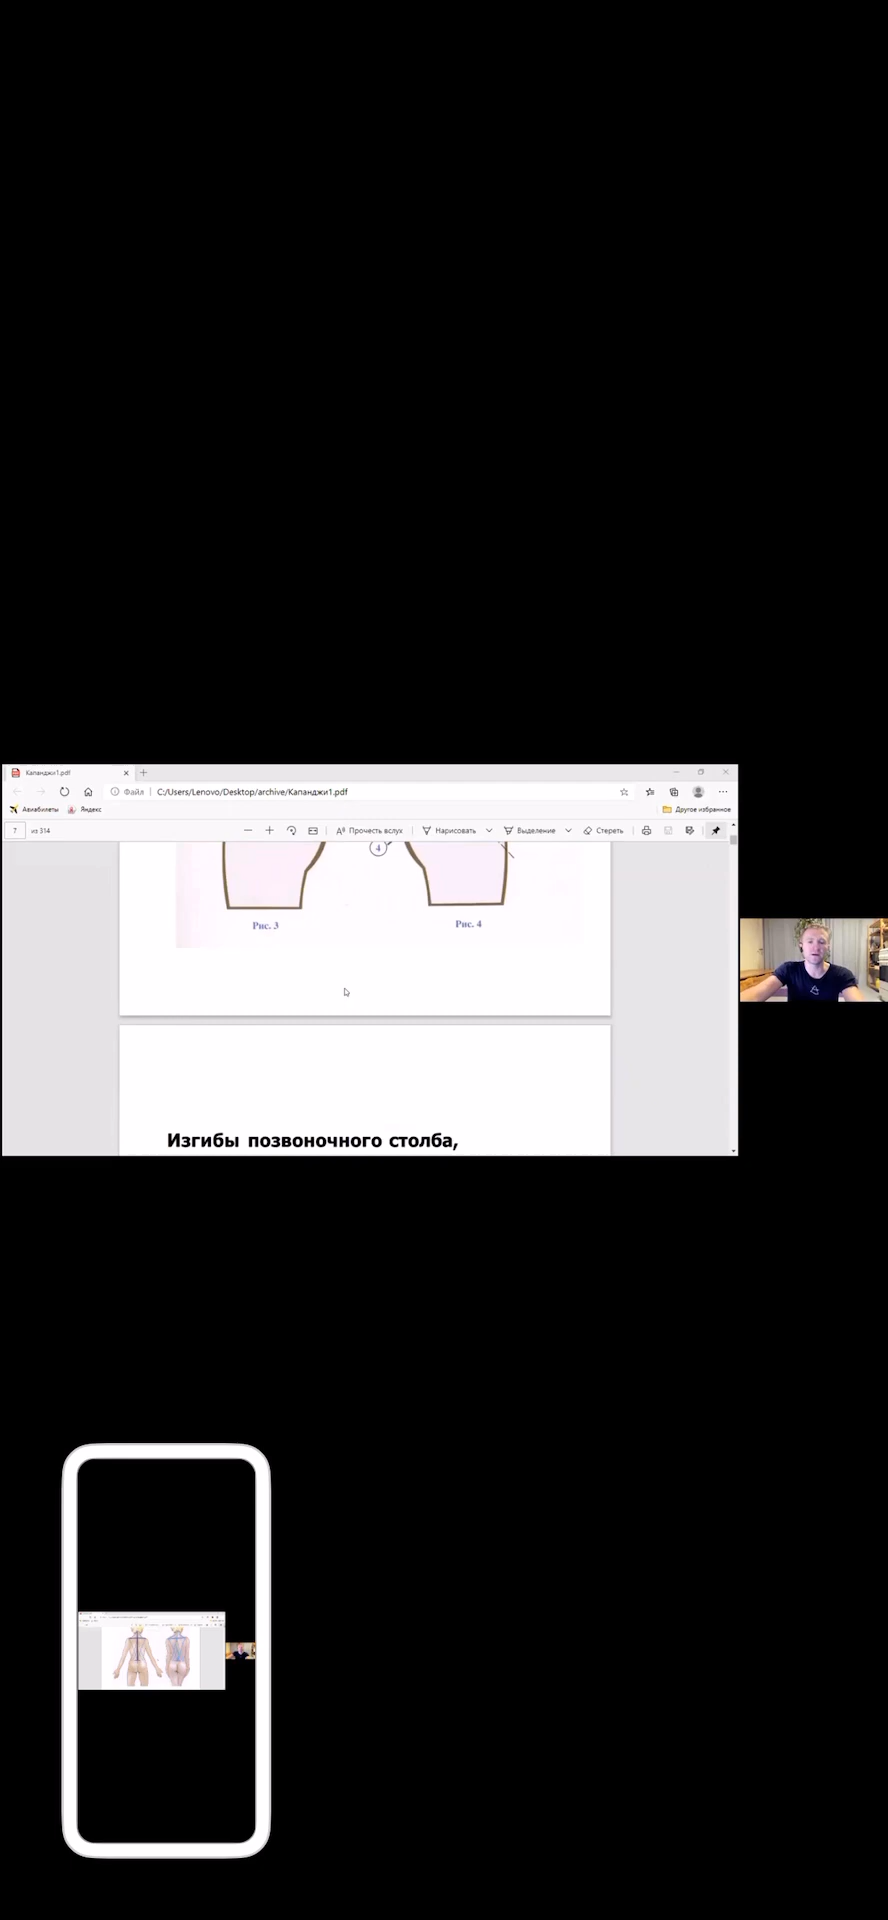 Капанджи1.pdf
Файл C:/Users/Lenovo/Desktop/archive/Капанджи1.pdf
Авиабилеты Яндекс Другое избранное
7 из 314 Прочесть вслух Нарисовать Выделение Стереть
4
Рис. 3 Рис. 4
Изгибы позвоночного столба,